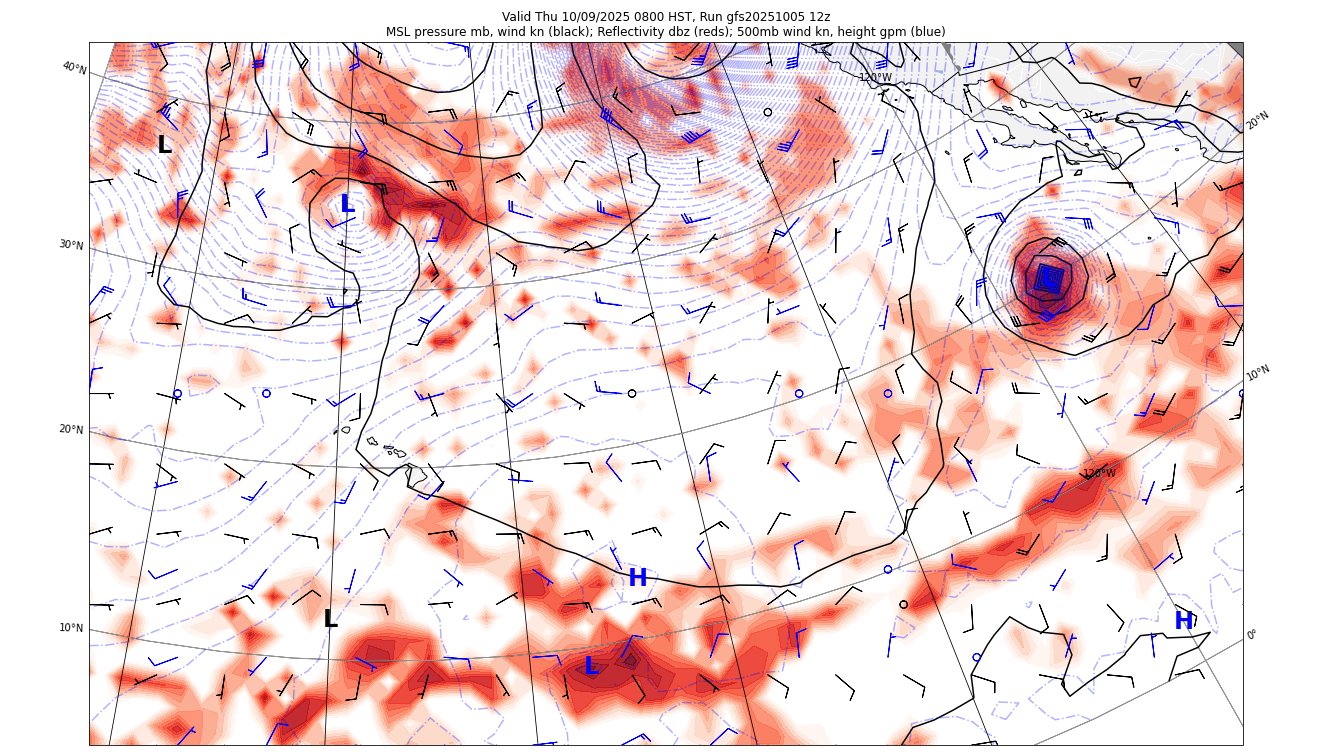 Valid Thu 10/09/2025 0800 HST, Run gfs20251005 12z
MSL pressure mb, wind kn (black); Reflectivity dbz (reds); 500mb wind kn, height gpm (blue)
40°N
120°W
20°N
L
L
30°N
10°N
20°N
120°W
H
L
H
10°N
0°
L